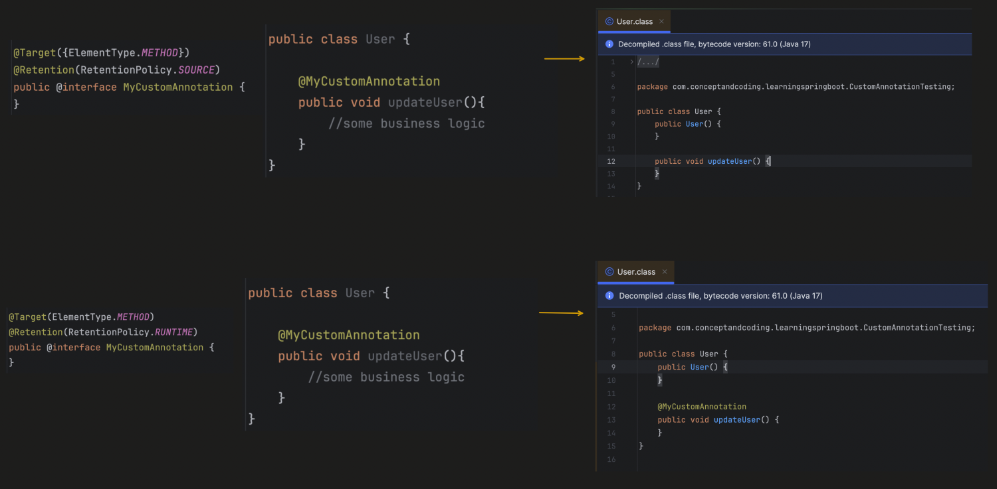 @Target({ElementType.METHOD})
@Retention(RetentionPolicy.SOURCE)
public @interface MyCustomAnnotation {
}
public class User {
@MyCustomAnnotation
public void updateUser(){
//some business logic
}
}
User.class ×
Decompiled .class file, bytecode version: 61.0 (Java 17)
1 > /.../
5
6 package com.conceptandcoding.learningspringboot.CustomAnnotationTesting;
7
8 public class User {
9 public User() {
10 }
11
12 public void updateUser() {
13 }
14 }
@Target(ElementType.METHOD)
@Retention(RetentionPolicy.RUNTIME)
public @interface MyCustomAnnotation {
}
public class User {
@MyCustomAnnotation
public void updateUser(){
//some business logic
}
}
User.class ×
Decompiled .class file, bytecode version: 61.0 (Java 17)
5
6 package com.conceptandcoding.learningspringboot.CustomAnnotationTesting;
7
8 public class User {
9 public User() {
10 }
11
12 @MyCustomAnnotation
13 public void updateUser() {
14 }
15 }
16